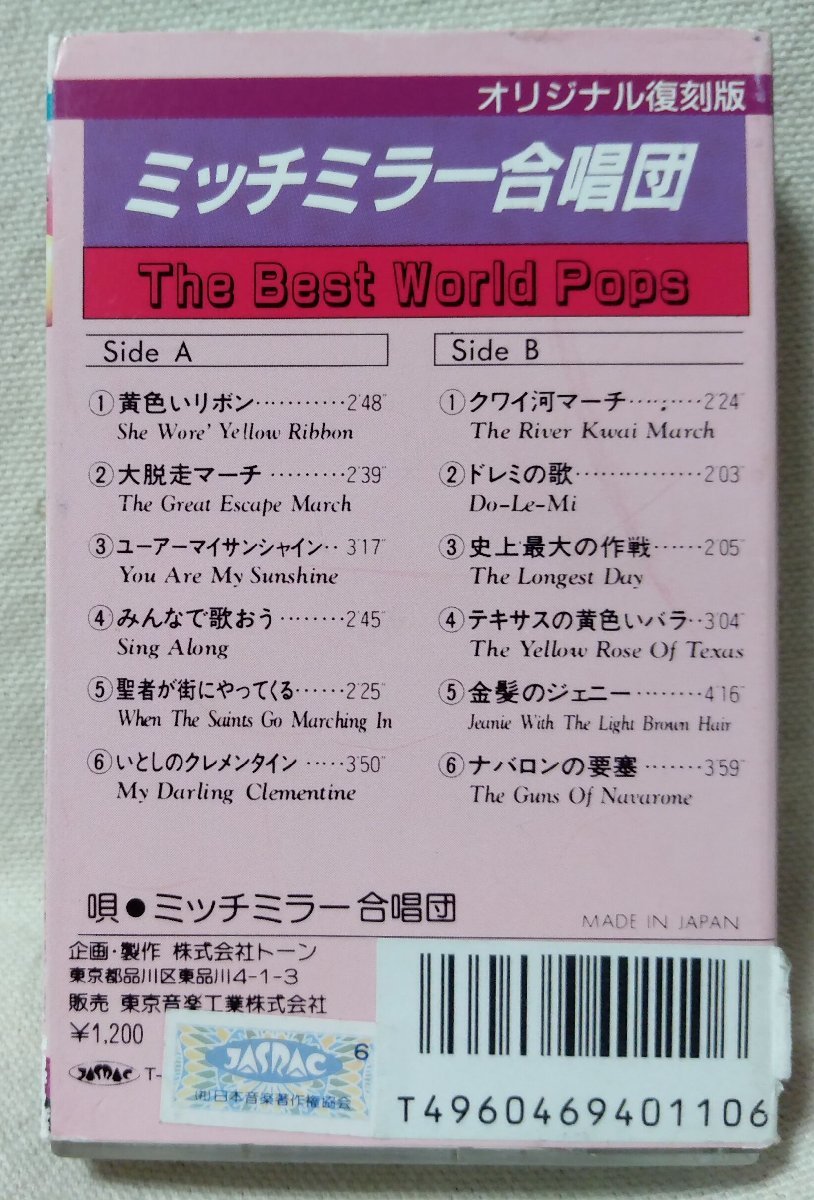 オリジナル復刻版
ミッチミラー合唱団
The Best World Pops
Side A
①黄色いリボン…………2'48"
She Wore' Yellow Ribbon
②大脱走マーチ………2'39"
The Great Escape March
③ユーアーマイサンシャイン‥3'17"
You Are My Sunshine
④みんなで歌おう………2'45"
Sing Along
⑤聖者が街にやってくる……2'25"
When The Saints Go Marching In
⑥いとしのクレメンタイン……3'50"
My Darling Clementine
Side B
①クワイ河マーチ………2'24"
The River Kwai March
②ドレミの歌……………2'03"
Do-Le-Mi
③史上最大の作戦……2'05"
The Longest Day
④テキサスの黄色いバラ‥3'04"
The Yellow Rose Of Texas
⑤金髪のジェニー………4'16"
Jeanie With The Light Brown Hair
⑥ナバロンの要塞………3'59"
The Guns Of Navarone
唄●ミッチミラー合唱団
MADE IN JAPAN
企画・製作 株式会社トーン
東京都品川区東品川4-1-3
販売 東京音楽工業株式会社
¥1,200
JASRAC T-
JASRAC 6
(社)日本音楽著作権協会
T4960469401106